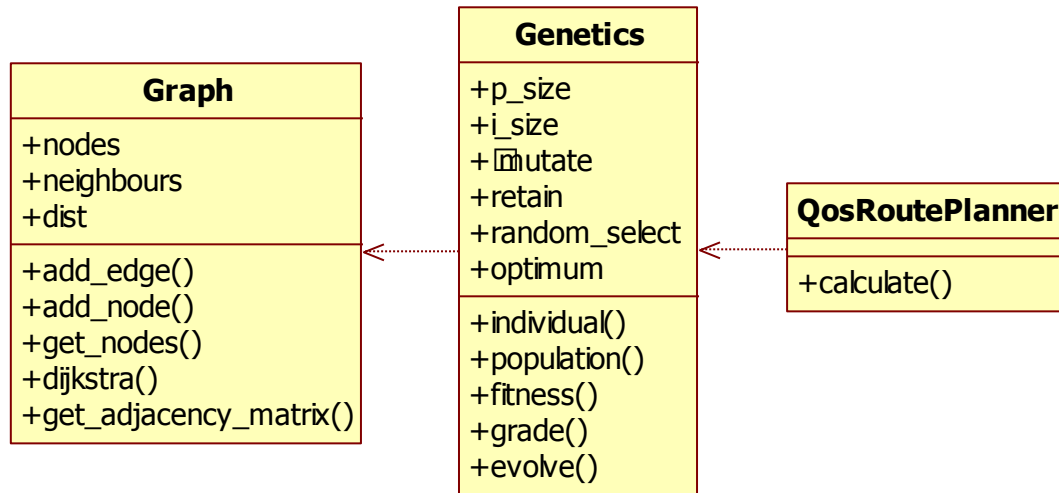 Graph
+nodes
+neighbours
+dist
+add_edge()
+add_node()
+get_nodes()
+dijkstra()
+get_adjacency_matrix()
Genetics
+p_size
+i_size
+□mutate
+retain
+random_select
+optimum
+individual()
+population()
+fitness()
+grade()
+evolve()
QosRoutePlanner
+calculate()